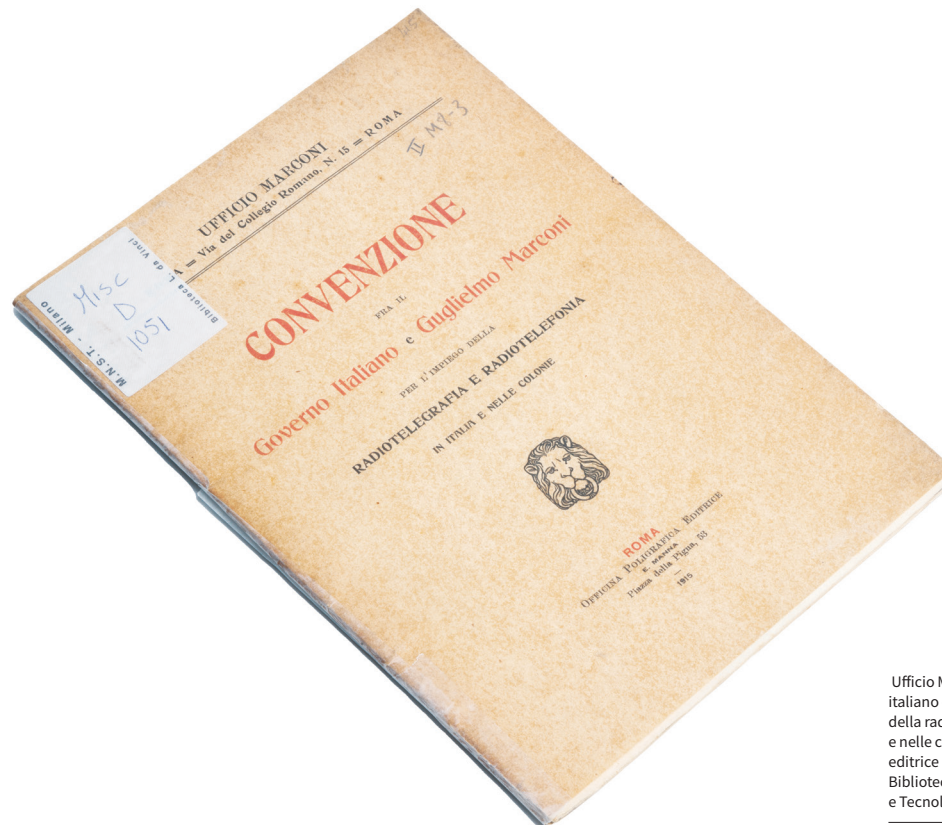 UFFICIO MARCONI
Via del Collegio Romano, N. 15 = ROMA
II MY-3
CONVENZIONE
FRA IL
Governo Italiano e Guglielmo Marconi
PER L'IMPIEGO DELLA
RADIOTELEGRAFIA E RADIOTELEFONIA
IN ITALIA E NELLE COLONIE
ROMA
OFFICINA POLIGRAFICA EDITRICE
E. MANNA
Piazza della Pigna, 53
1915
M.N.S.T. - Milano
Biblioteca L. da Vinci
Misc
D
1051
Ufficio M
italiano
della rad
e nelle c
editrice
Bibliotec
e Tecnol